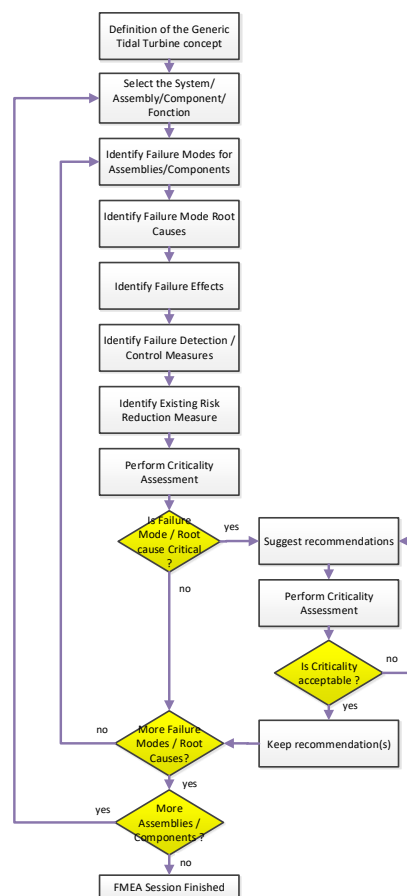 Definition of the Generic
Tidal Turbine concept
Select the System/
Assembly/Component/
Fonction
Identify Failure Modes for
Assemblies/Components
Identify Failure Mode Root
Causes
Identify Failure Effects
Identify Failure Detection /
Control Measures
Identify Existing Risk
Reduction Measure
Perform Criticality
Assessment
Is Failure
Mode / Root
cause Critical
?
yes
no
Suggest recommendations
Perform Criticality
Assessment
Is Criticality
acceptable ?
no
yes
Keep recommendation(s)
More Failure
Modes / Root
Causes?
no
yes
More
Assemblies /
Components ?
yes
no
FMEA Session Finished